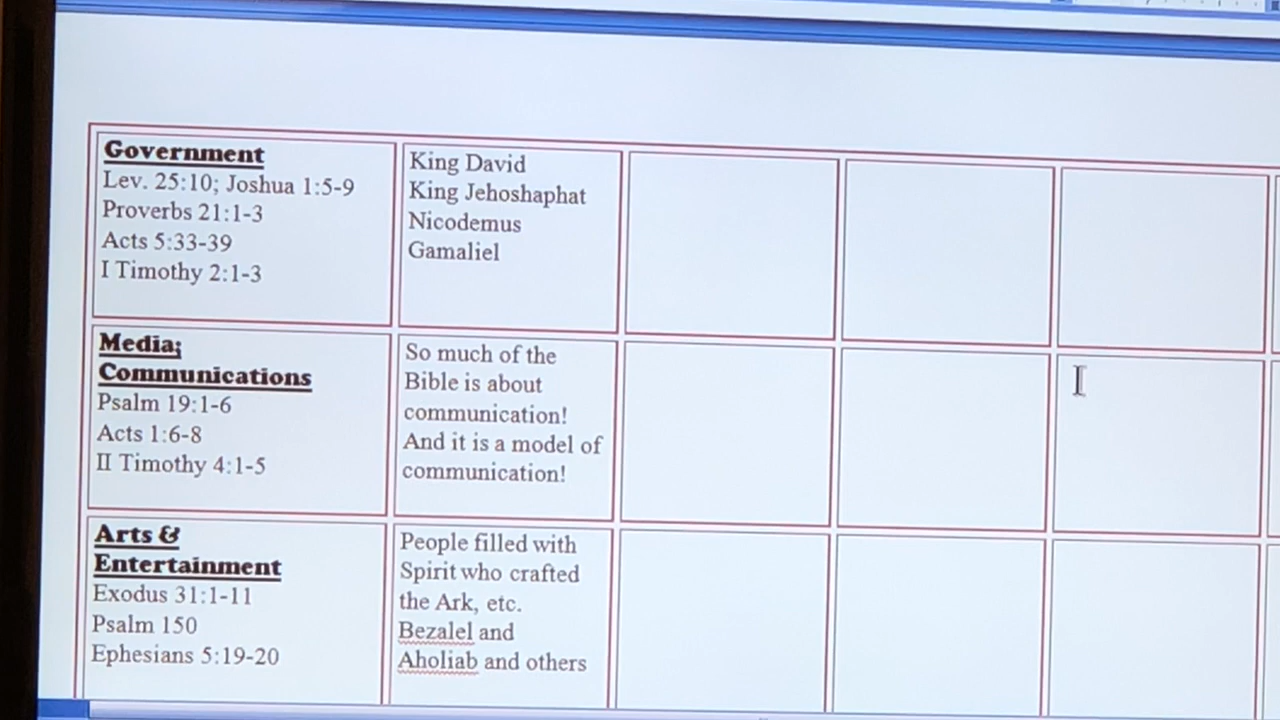 Government
Lev. 25:10; Joshua 1:5-9
Proverbs 21:1-3
Acts 5:33-39
I Timothy 2:1-3
King David
King Jehoshaphat
Nicodemus
Gamaliel
Media;
Communications
Psalm 19:1-6
Acts 1:6-8
II Timothy 4:1-5
So much of the
Bible is about
communication!
And it is a model of
communication!
Arts &
Entertainment
Exodus 31:1-11
Psalm 150
Ephesians 5:19-20
People filled with
Spirit who crafted
the Ark, etc.
Bezalel and
Aholiab and others